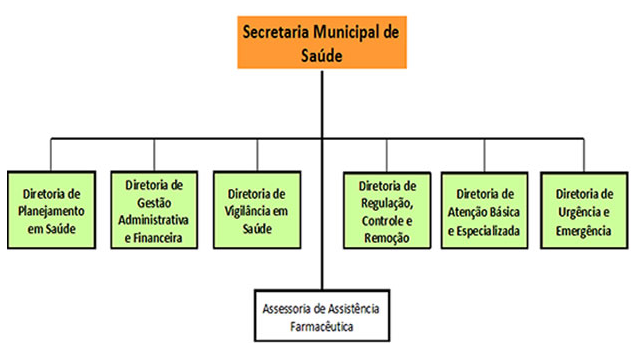 Secretaria Municipal de
Saúde
Diretoria de
Planejamento
em Saúde
Diretoria de
Gestão
Administrativa
e Financeira
Diretoria de
Vigilância em
Saúde
Diretoria de
Regulação,
Controle e
Remoção
Diretoria de
Atenção Básica
e Especializada
Diretoria de
Urgência e
Emergência
Assessoria de Assistência
Farmacêutica